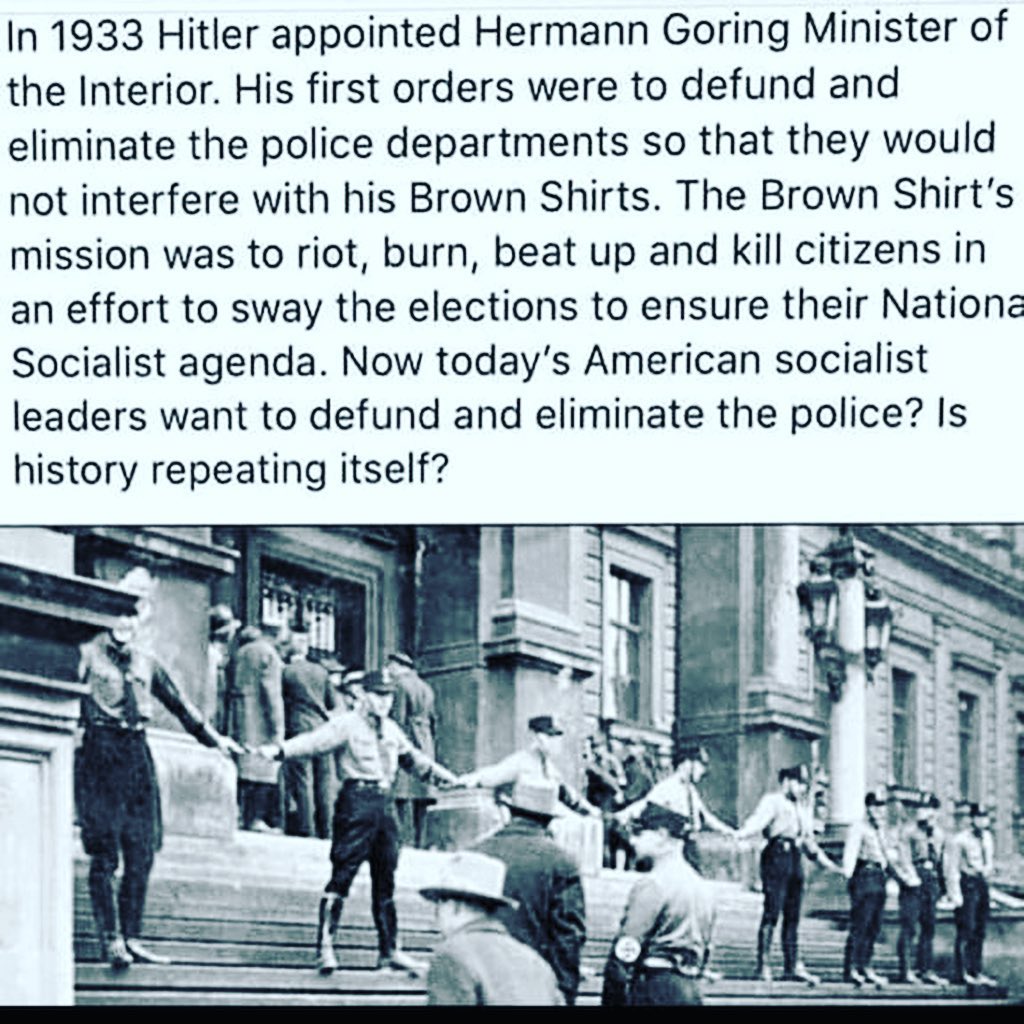 In 1933 Hitler appointed Hermann Goring Minister of
the Interior. His first orders were to defund and
eliminate the police departments so that they would
not interfere with his Brown Shirts. The Brown Shirt's
mission was to riot, burn, beat up and kill citizens in
an effort to sway the elections to ensure their Nationa
Socialist agenda. Now today's American socialist
leaders want to defund and eliminate the police? Is
history repeating itself?